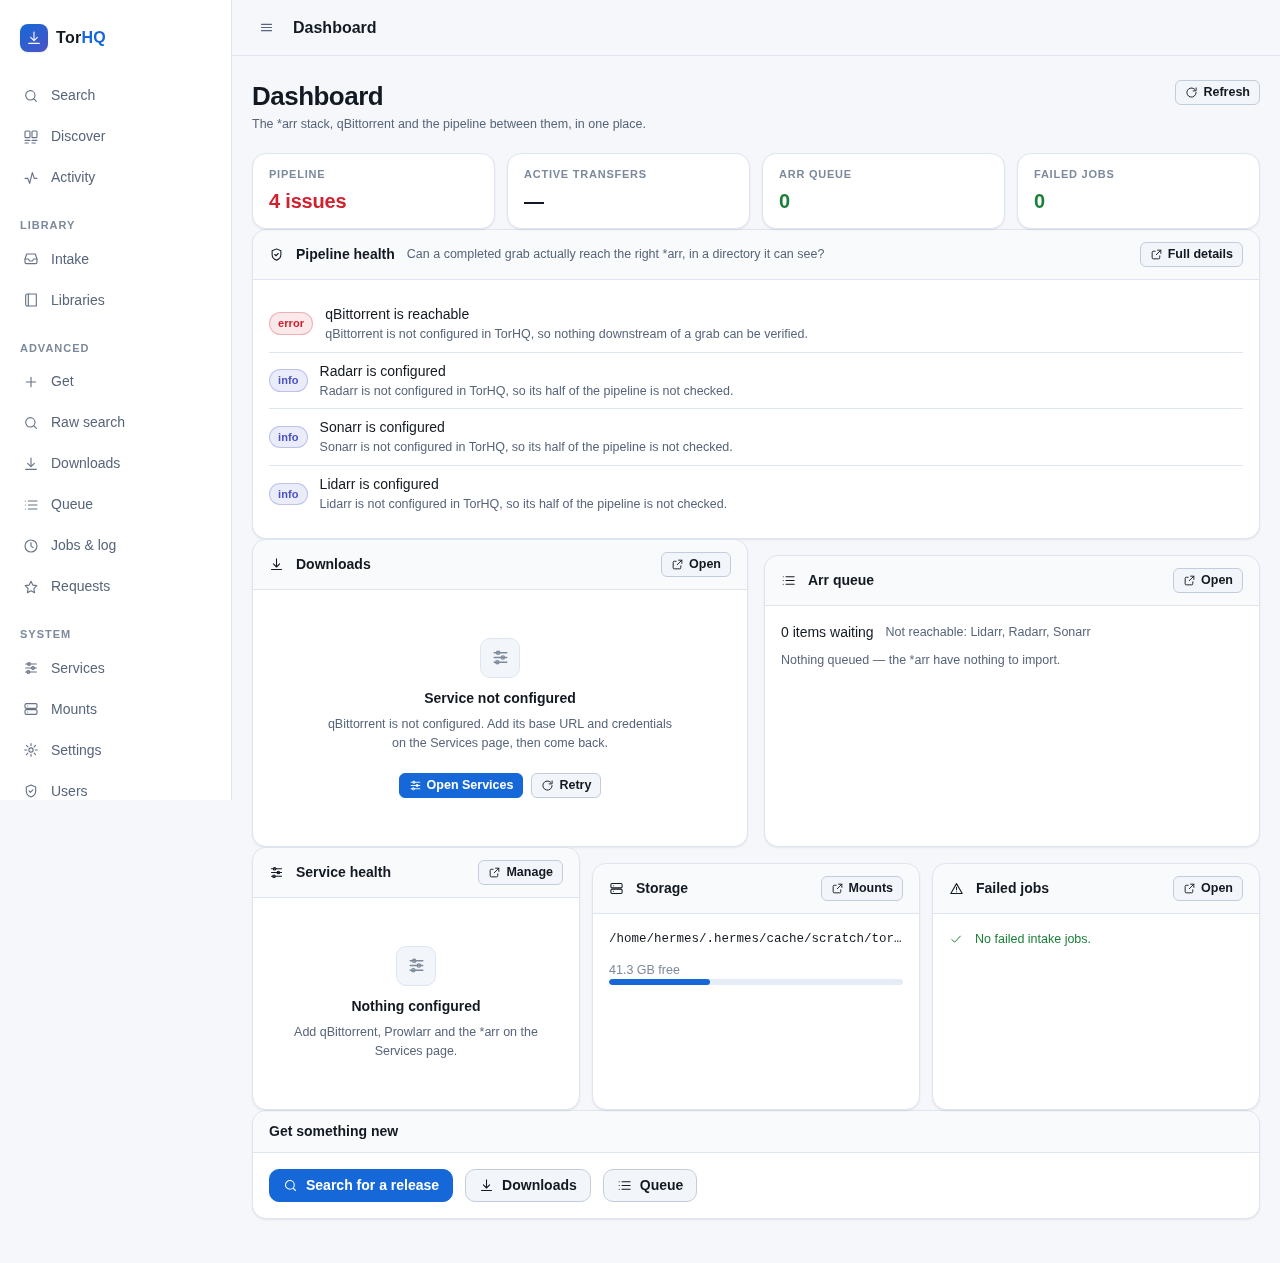 TorHQ
Search
Discover
Activity
LIBRARY
Intake
Libraries
ADVANCED
Get
Raw search
Downloads
Queue
Jobs & log
Requests
SYSTEM
Services
Mounts
Settings
Users
Dashboard
Dashboard
Refresh
The *arr stack, qBittorrent and the pipeline between them, in one place.
PIPELINE
4 issues
ACTIVE TRANSFERS
—
ARR QUEUE
0
FAILED JOBS
0
Pipeline health Can a completed grab actually reach the right *arr, in a directory it can see? Full details
error qBittorrent is reachable
qBittorrent is not configured in TorHQ, so nothing downstream of a grab can be verified.
info Radarr is configured
Radarr is not configured in TorHQ, so its half of the pipeline is not checked.
info Sonarr is configured
Sonarr is not configured in TorHQ, so its half of the pipeline is not checked.
info Lidarr is configured
Lidarr is not configured in TorHQ, so its half of the pipeline is not checked.
Downloads Open
Service not configured
qBittorrent is not configured. Add its base URL and credentials
on the Services page, then come back.
Open Services Retry
Arr queue Open
0 items waiting Not reachable: Lidarr, Radarr, Sonarr
Nothing queued — the *arr have nothing to import.
Service health Manage
Nothing configured
Add qBittorrent, Prowlarr and the *arr on the
Services page.
Storage Mounts
/home/hermes/.hermes/cache/scratch/tor…
41.3 GB free
Failed jobs Open
No failed intake jobs.
Get something new
Search for a release Downloads Queue